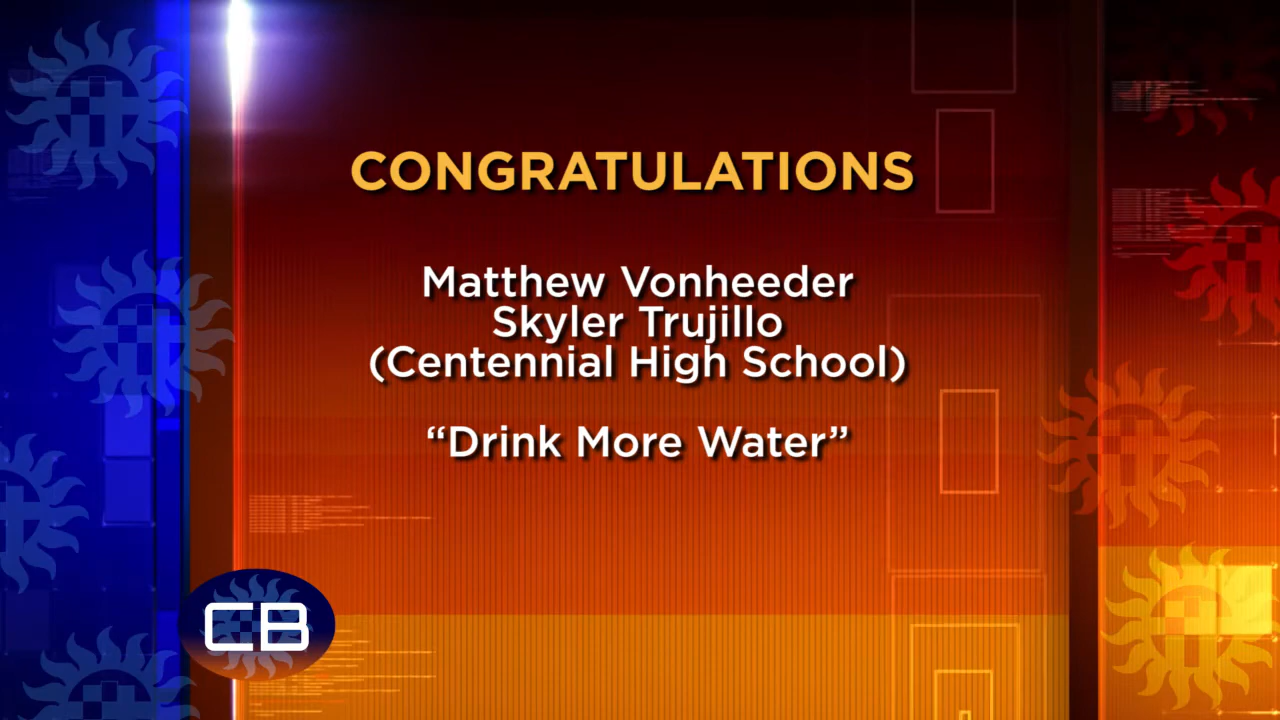 CONGRATULATIONS
Matthew Vonheeder
Skyler Trujillo
(Centennial High School)
“Drink More Water”
CB